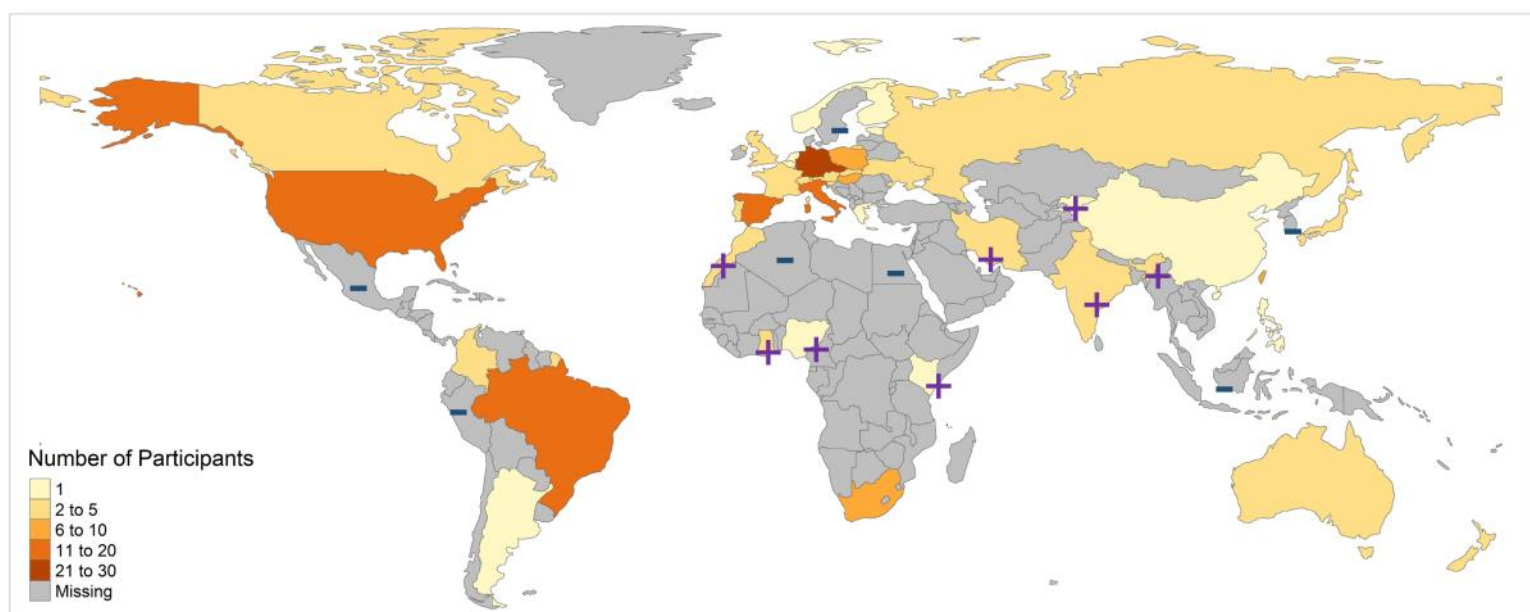 Number of Participants
1
2 to 5
6 to 10
11 to 20
21 to 30
Missing